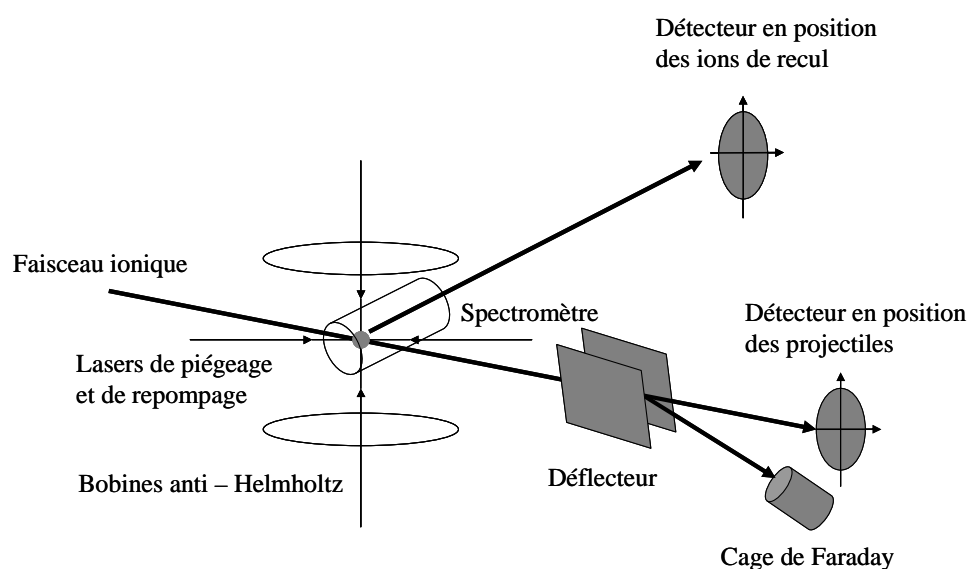 Détecteur en position
des ions de recul
Faisceau ionique
Spectromètre
Détecteur en position
des projectiles
Lasers de piégeage
et de repompage
Bobines anti – Helmholtz
Déflecteur
Cage de Faraday